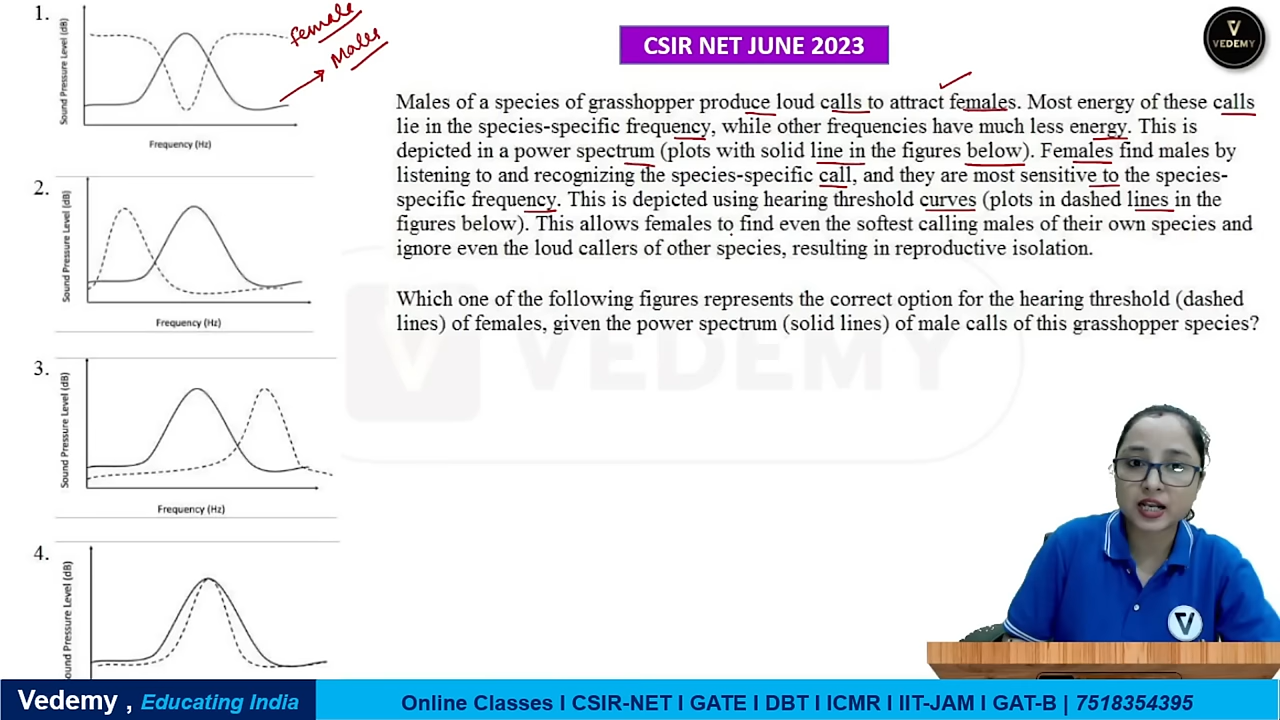 1.
Sound Pressure Level (dB)
Frequency (Hz)
female
Males
2.
Sound Pressure Level (dB)
Frequency (Hz)
3.
Sound Pressure Level (dB)
Frequency (Hz)
4.
Sound Pressure Level (dB)
CSIR NET JUNE 2023
V
VEDEMY
Males of a species of grasshopper produce loud calls to attract females. Most energy of these calls
lie in the species-specific frequency, while other frequencies have much less energy. This is
depicted in a power spectrum (plots with solid line in the figures below). Females find males by
listening to and recognizing the species-specific call, and they are most sensitive to the species-
specific frequency. This is depicted using hearing threshold curves (plots in dashed lines in the
figures below). This allows females to find even the softest calling males of their own species and
ignore even the loud callers of other species, resulting in reproductive isolation.
Which one of the following figures represents the correct option for the hearing threshold (dashed
lines) of females, given the power spectrum (solid lines) of male calls of this grasshopper species?
VEDEMY
V
Vedemy , Educating India
Online Classes I CSIR-NET I GATE I DBT I ICMR I IIT-JAM I GAT-B | 7518354395